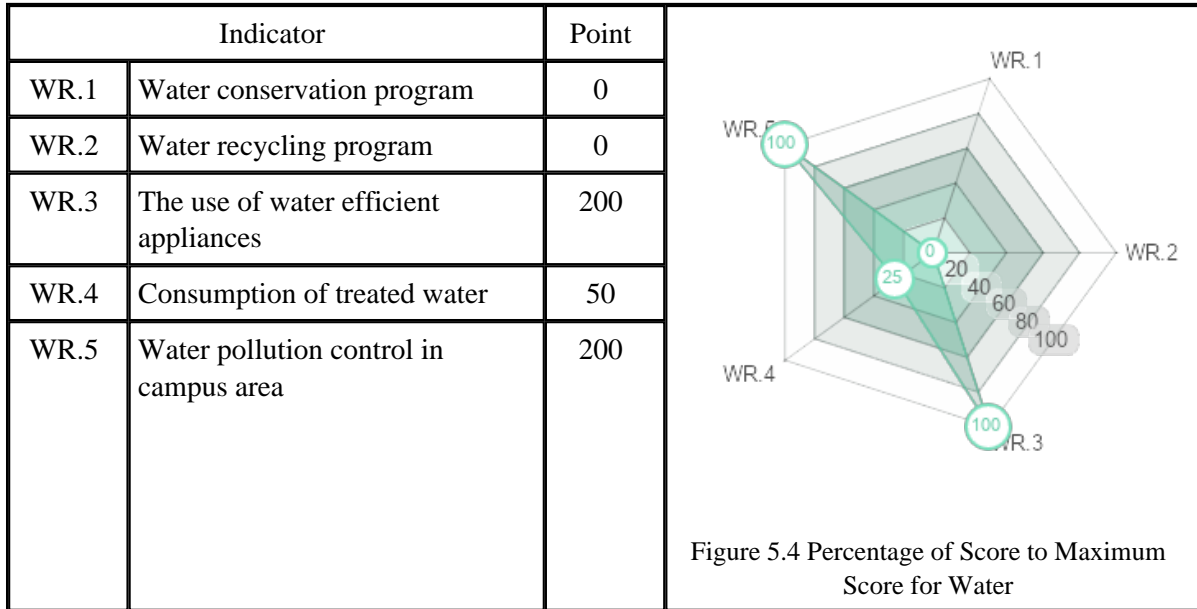 Indicator Point
WR.1 Water conservation program 0
WR.2 Water recycling program 0
WR.3 The use of water efficient
appliances 200
WR.4 Consumption of treated water 50
WR.5 Water pollution control in
campus area 200
WR.1
WR.
100
WR.2
0
20
25
40
60
80
100
WR.4
100
R.3
Figure 5.4 Percentage of Score to Maximum
Score for Water